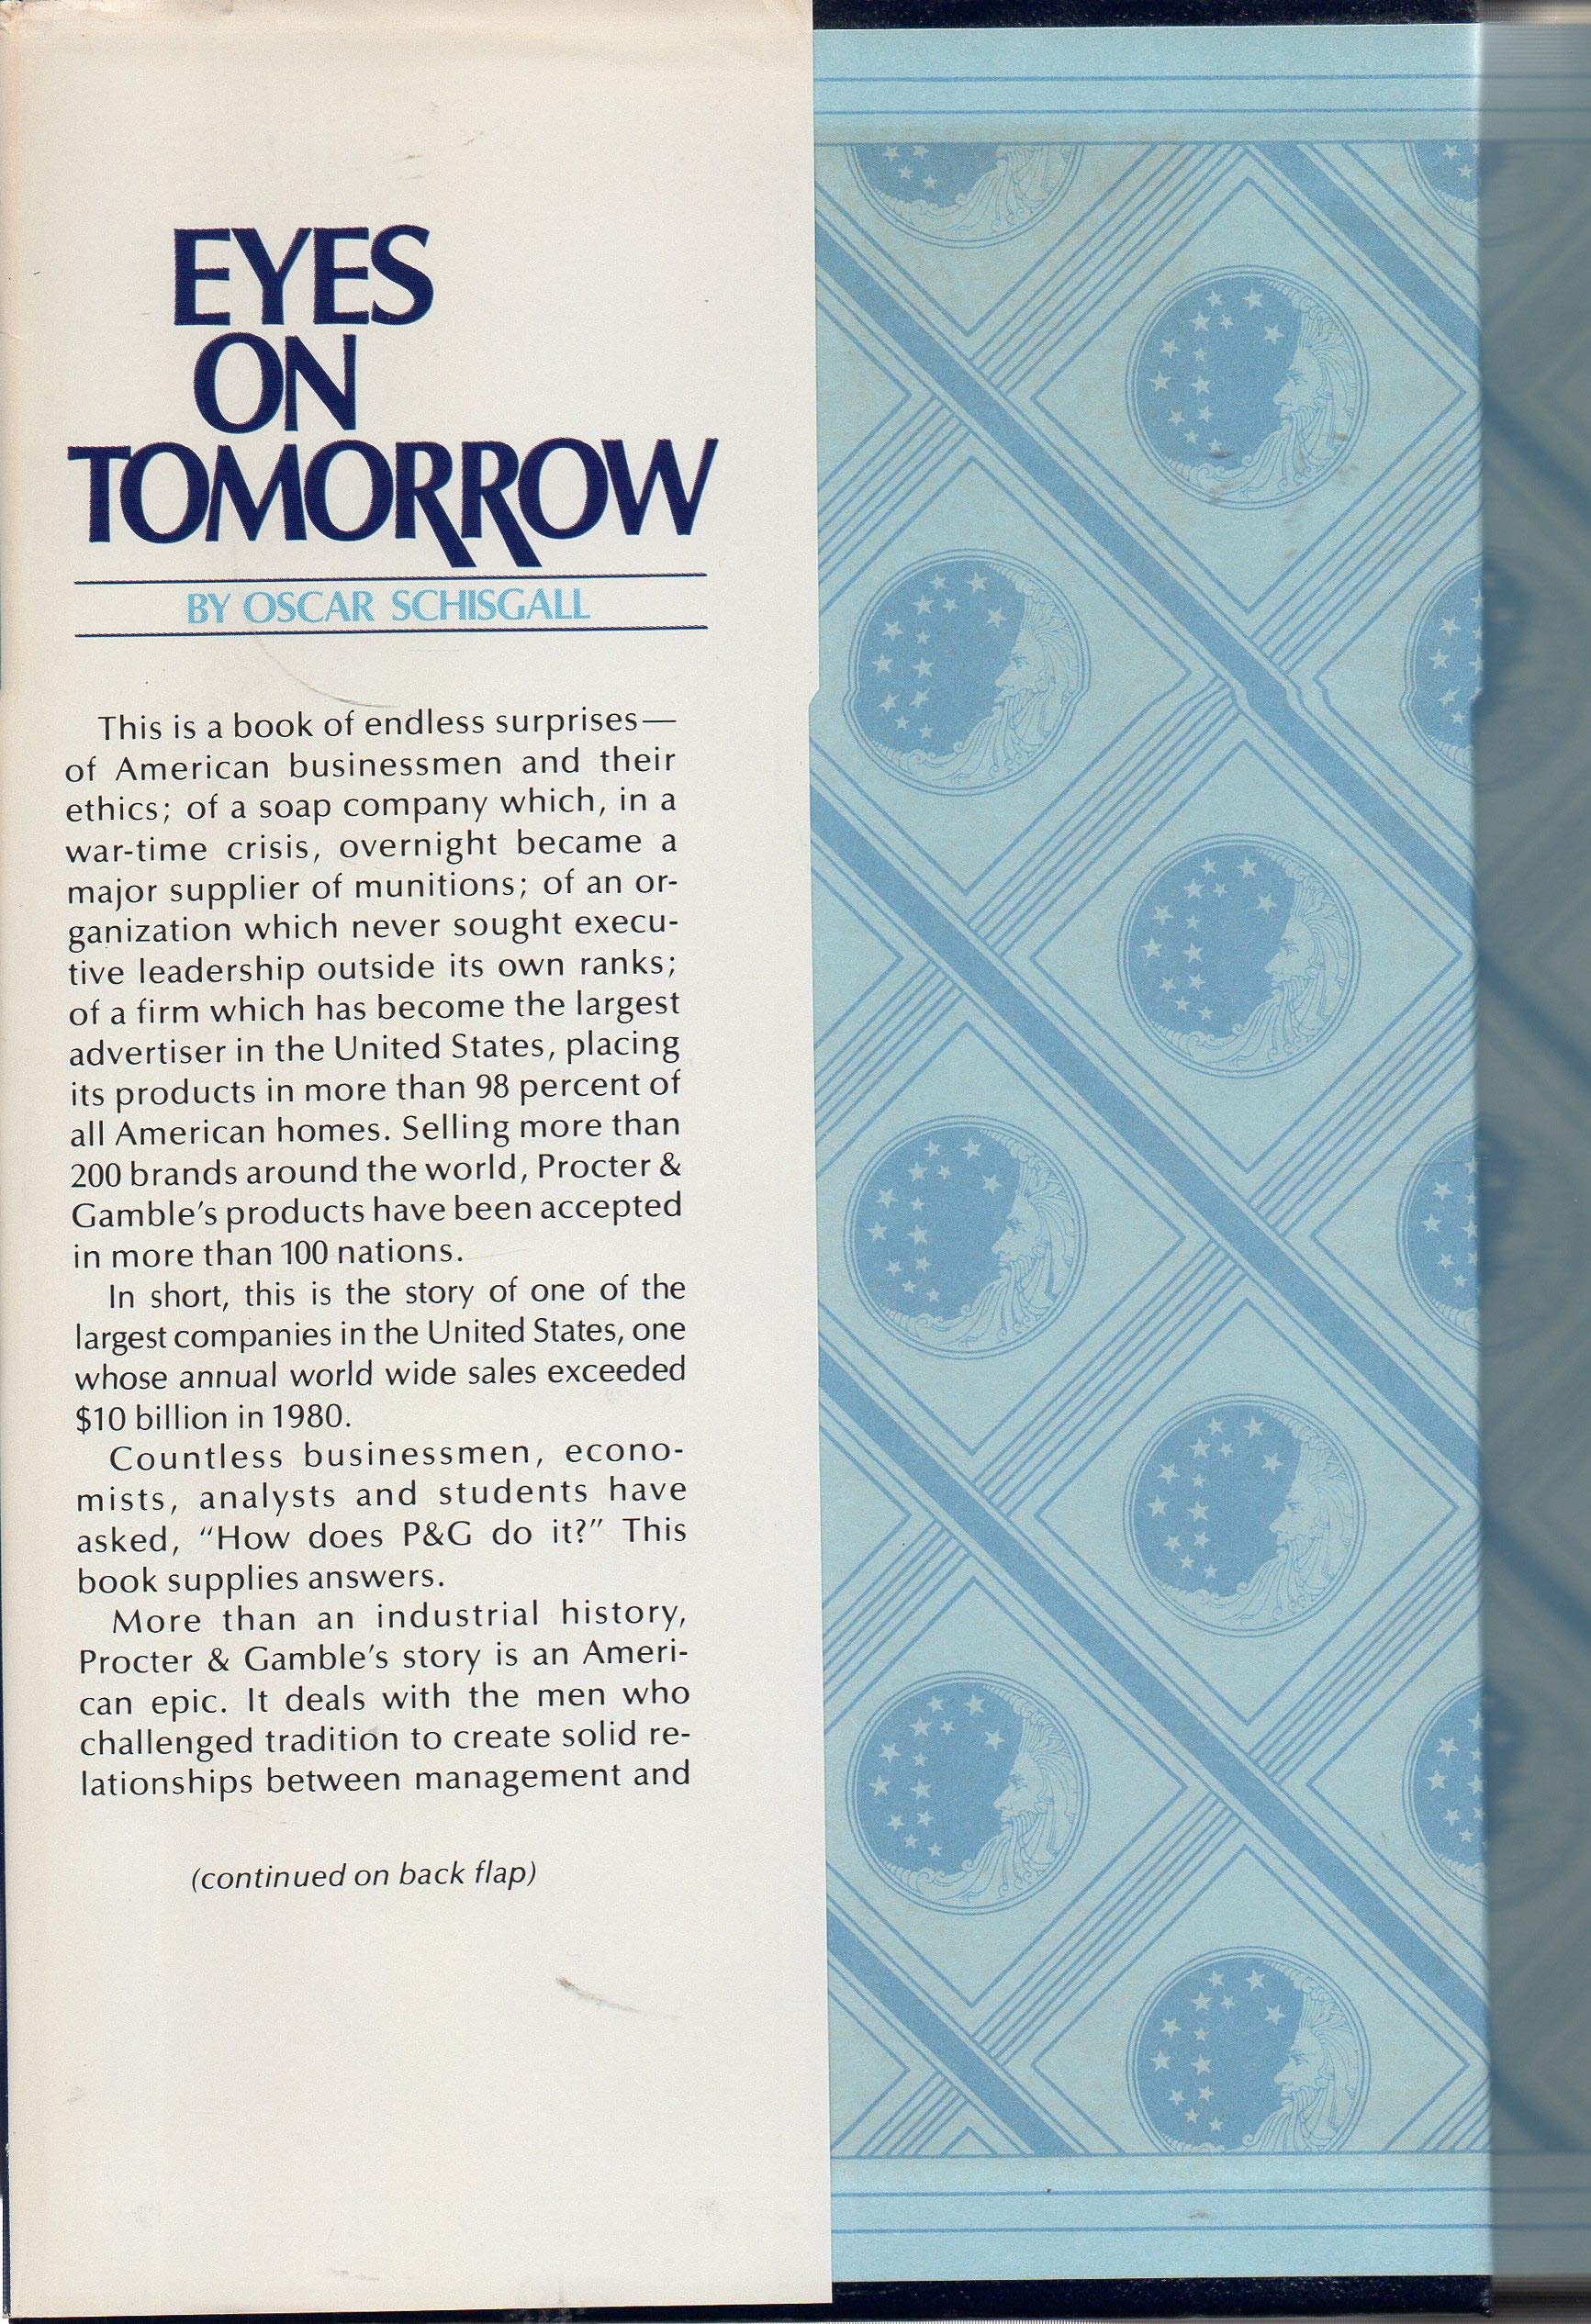 EYES
ON
TOMORROW
BY OSCAR SCHISGALL
This is a book of endless surprises—
of American businessmen and their
ethics; of a soap company which, in a
war-time crisis, overnight became a
major supplier of munitions; of an or-
ganization which never sought execu-
tive leadership outside its own ranks;
of a firm which has become the largest
advertiser in the United States, placing
its products in more than 98 percent of
all American homes. Selling more than
200 brands around the world, Procter &
Gamble's products have been accepted
in more than 100 nations.
In short, this is the story of one of the
largest companies in the United States, one
whose annual world wide sales exceeded
$10 billion in 1980.
Countless businessmen, econo-
mists, analysts and students have
asked, “How does P&G do it?” This
book supplies answers.
More than an industrial history,
Procter & Gamble's story is an Ameri-
can epic. It deals with the men who
challenged tradition to create solid re-
lationships between management and
(continued on back flap)